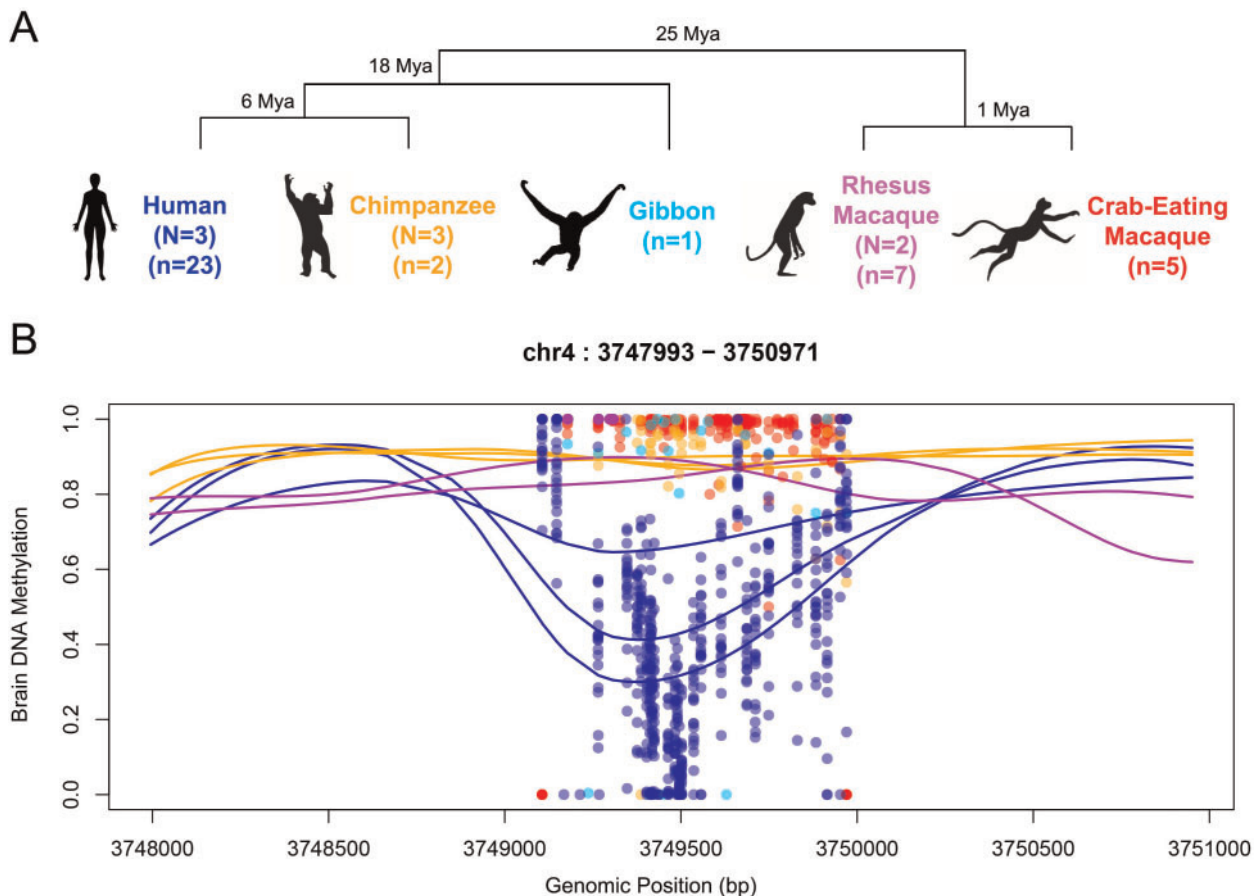 A
25 Mya
18 Mya
6 Mya
1 Mya
Human
(N=3)
(n=23)
Chimpanzee
(N=3)
(n=2)
Gibbon
(n=1)
Rhesus
Macaque
(N=2)
(n=7)
Crab-Eating
Macaque
(n=5)
B
chr4 : 3747993 − 3750971
Brain DNA Methylation
1.0
0.8
0.6
0.4
0.2
0.0
3748000 3748500 3749000 3749500 3750000 3750500 3751000
Genomic Position (bp)